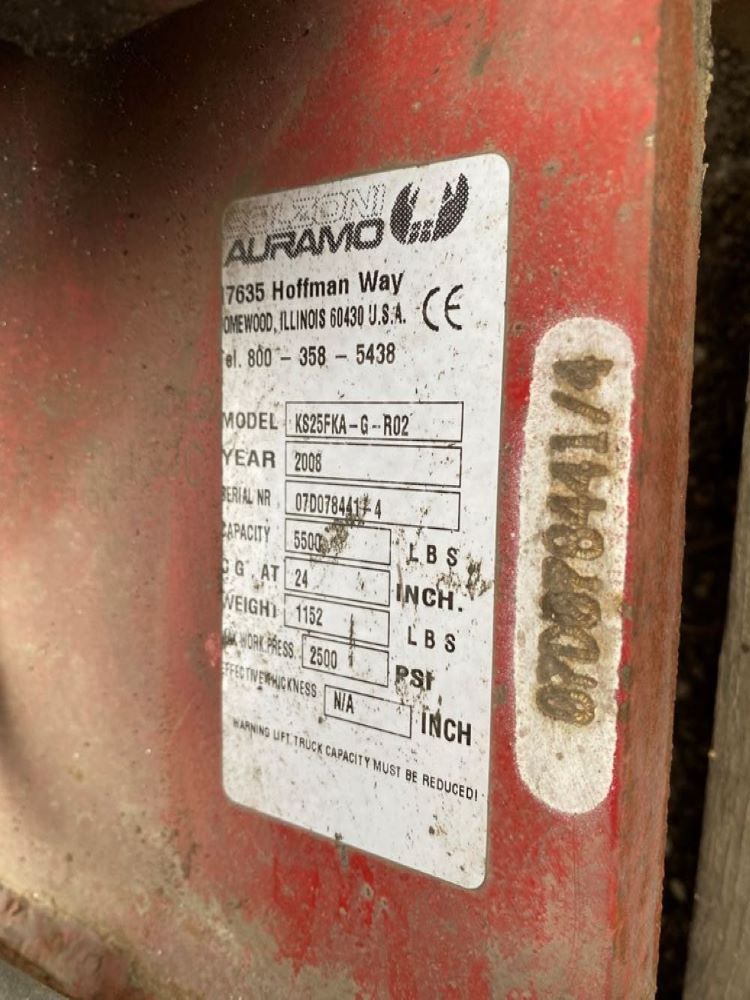 BOLZONI
AURAMO
17635 Hoffman Way
OMEWOOD, ILLINOIS 60430 U.S.A.
CE
el. 800 - 358 - 5438
MODEL KS25FKA-G-R02
YEAR 2008
SERIAL NR 07D078441/-4
CAPACITY 5500 LBS
C G AT 24 INCH.
WEIGHT 1152 LBS
MAX WORK.PRESS 2500 PSI
EFFECTIVE THICKNESS N/A INCH
WARNING LIFT TRUCK CAPACITY MUST BE REDUCED!
07D078441/4